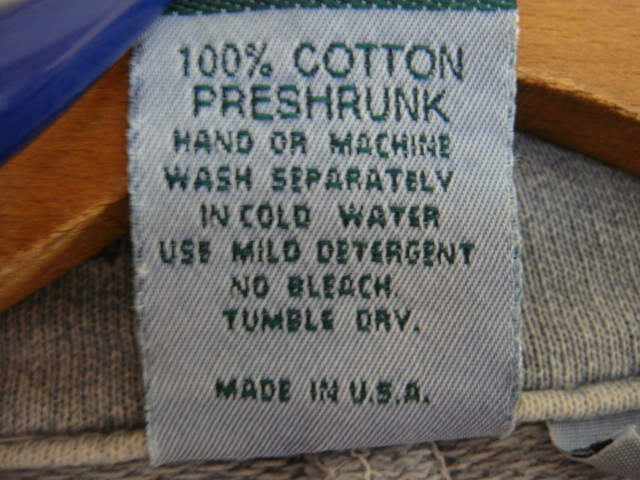 100% COTTON
PRESHRUNK
HAND OR MACHINE
WASH SEPARATELY
IN COLD WATER
USE MILD DETERGENT
NO BLEACH.
TUMBLE DRY.
MADE IN U.S.A.